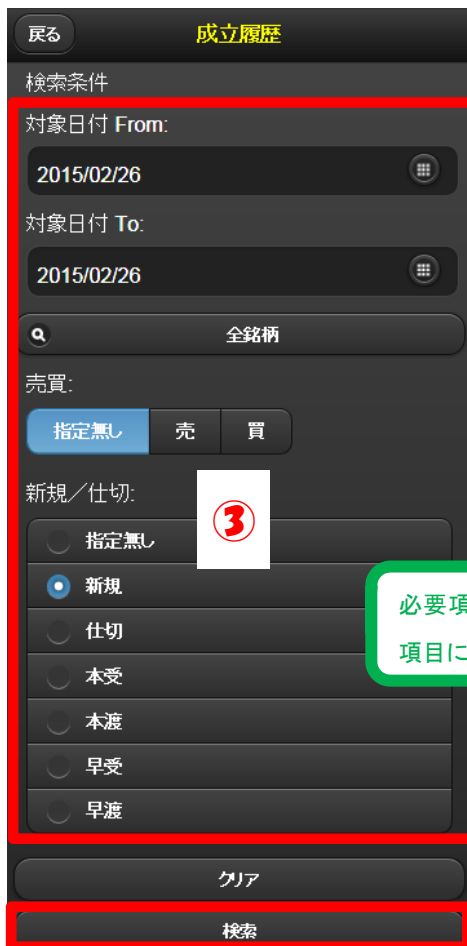 戻る
成立履歴
検索条件
対象日付 From:
2015/02/26
対象日付 To:
2015/02/26
全銘柄
売買:
指定無し 売 買
新規／仕切:
③
指定無し
新規
必要項
仕切
項目に
本受
本渡
早受
早渡
クリア
検索